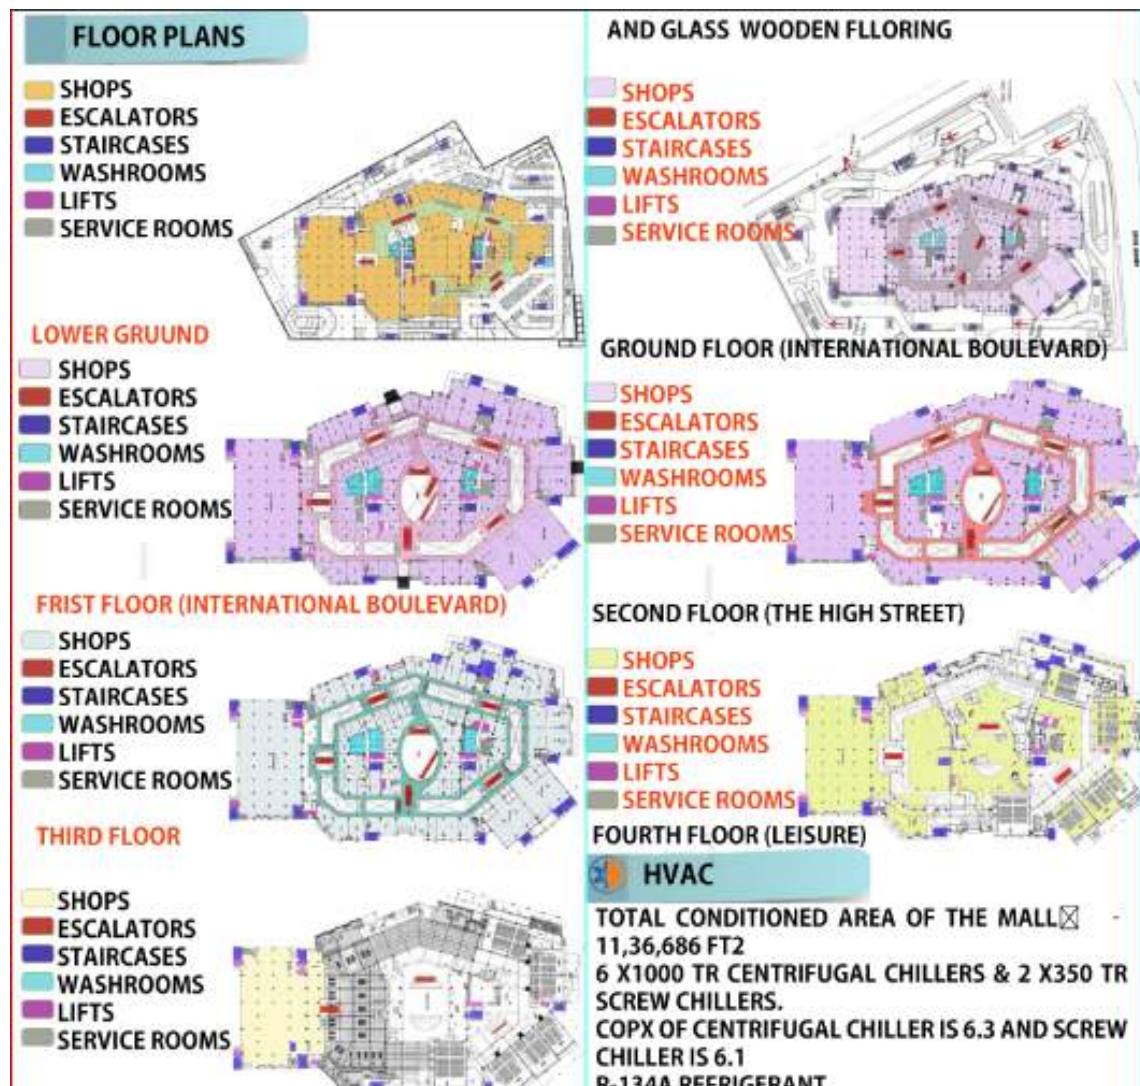 FLOOR PLANS
SHOPS
ESCALATORS
STAIRCASES
WASHROOMS
LIFTS
SERVICE ROOMS
LOWER GRUUND
SHOPS
ESCALATORS
STAIRCASES
WASHROOMS
LIFTS
SERVICE ROOMS
FRIST FLOOR (INTERNATIONAL BOULEVARD)
SHOPS
ESCALATORS
STAIRCASES
WASHROOMS
LIFTS
SERVICE ROOMS
THIRD FLOOR
SHOPS
ESCALATORS
STAIRCASES
WASHROOMS
LIFTS
SERVICE ROOMS
AND GLASS WOODEN FLLORING
SHOPS
ESCALATORS
STAIRCASES
WASHROOMS
LIFTS
SERVICE ROOMS
GROUND FLOOR (INTERNATIONAL BOULEVARD)
SHOPS
ESCALATORS
STAIRCASES
WASHROOMS
LIFTS
SERVICE ROOMS
SECOND FLOOR (THE HIGH STREET)
SHOPS
ESCALATORS
STAIRCASES
WASHROOMS
LIFTS
SERVICE ROOMS
FOURTH FLOOR (LEISURE)
HVAC
TOTAL CONDITIONED AREA OF THE MALL -
11,36,686 FT2
6 X1000 TR CENTRIFUGAL CHILLERS & 2 X350 TR
SCREW CHILLERS.
COPX OF CENTRIFUGAL CHILLER IS 6.3 AND SCREW
CHILLER IS 6.1
R-134A REFRIGERANT